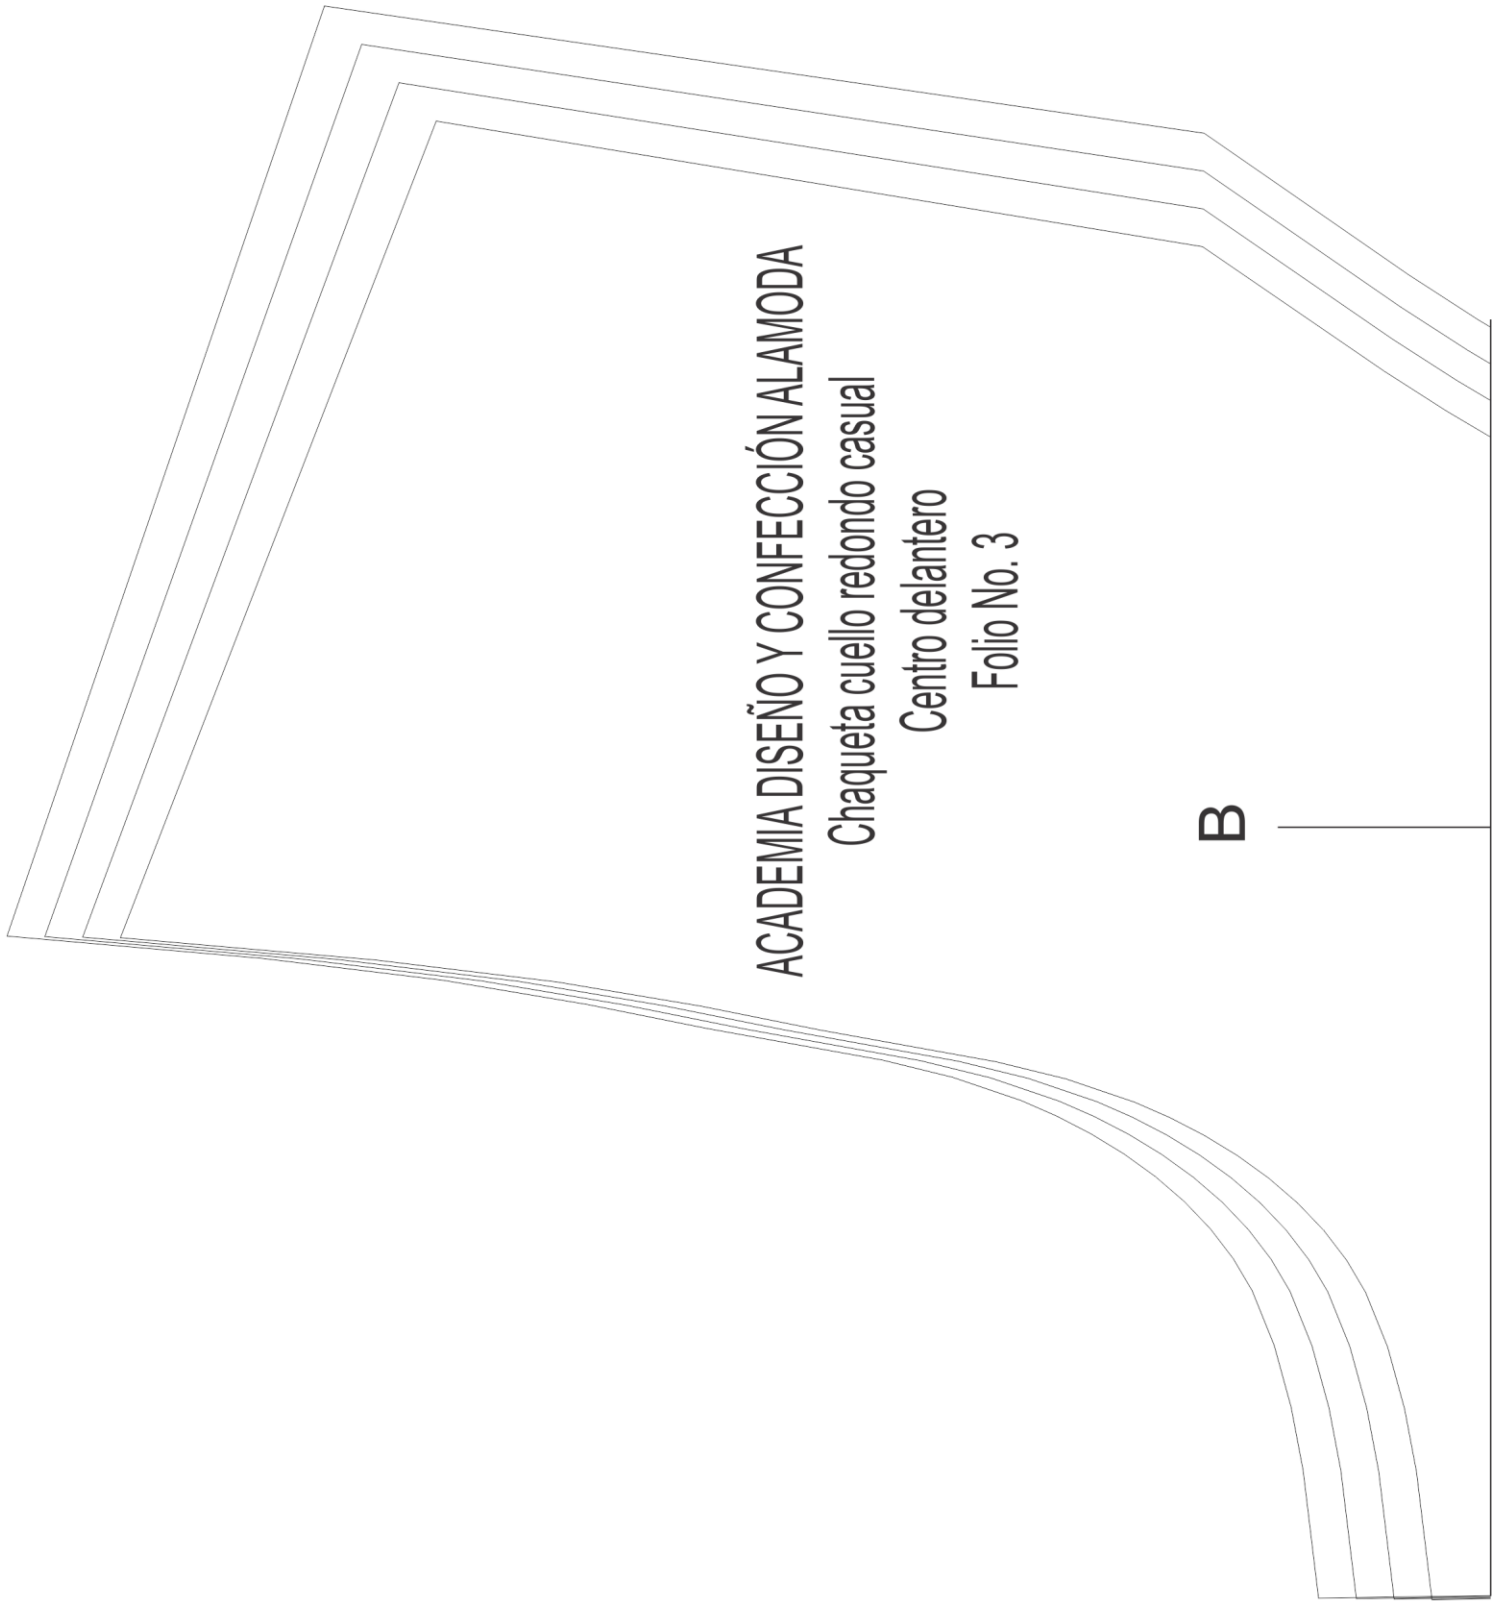 ACADEMIA DISEÑO Y CONFECCIÓN ALAMODA
Chaqueta cuello redondo casual
Centro delantero
Folio No. 3
B